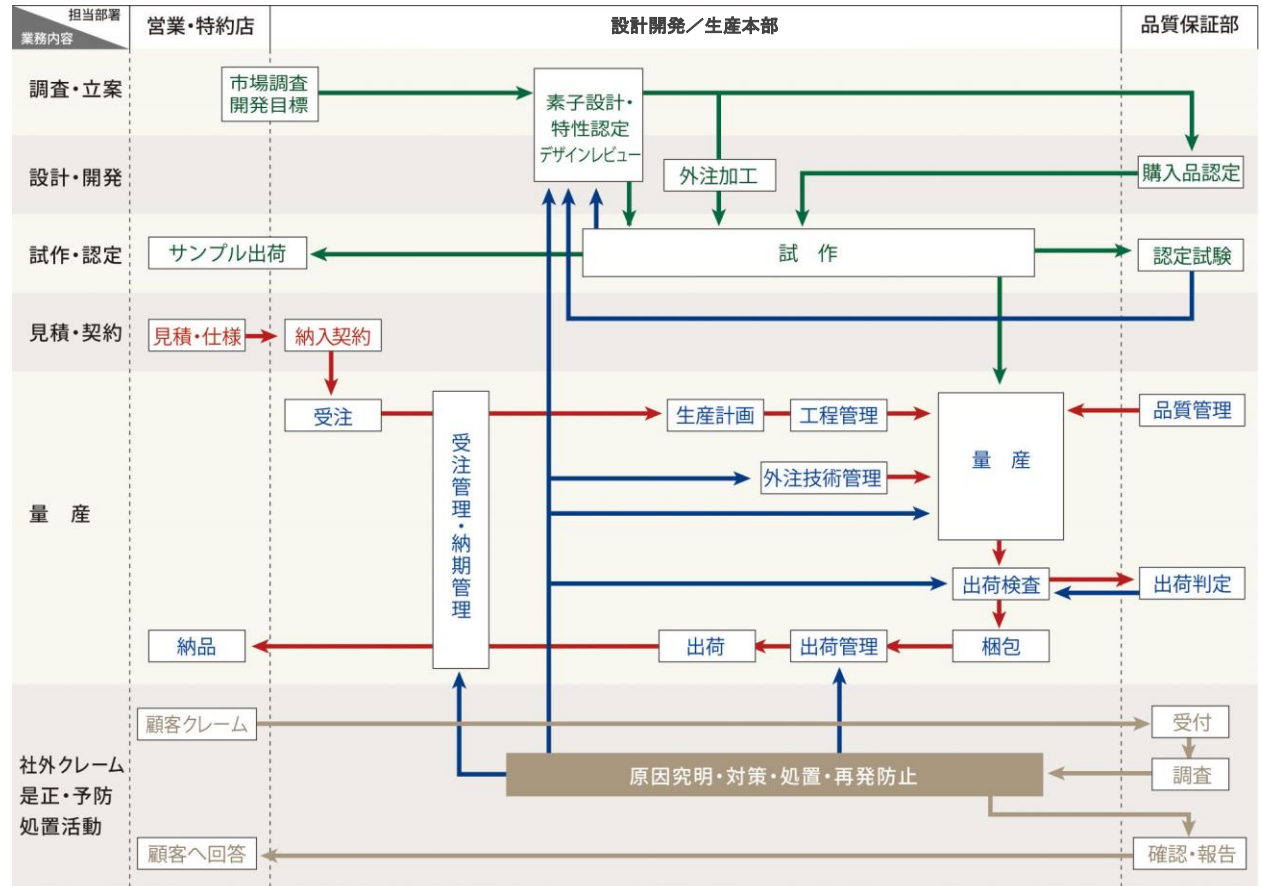 担当部署
業務内容
営業・特約店
設計開発／生産本部
品質保証部
調査・立案
市場調査
開発目標
素子設計・
特性認定
デザインレビュー
設計・開発
外注加工
購入品認定
試作・認定
サンプル出荷
試　作
認定試験
見積・契約
見積・仕様
納入契約
量　産
受注
受注管理・納期管理
生産計画
工程管理
量　産
品質管理
外注技術管理
出荷検査
出荷判定
納品
出荷
出荷管理
梱包
社外クレーム
是正・予防
処置活動
顧客クレーム
受付
原因究明・対策・処置・再発防止
調査
顧客へ回答
確認・報告